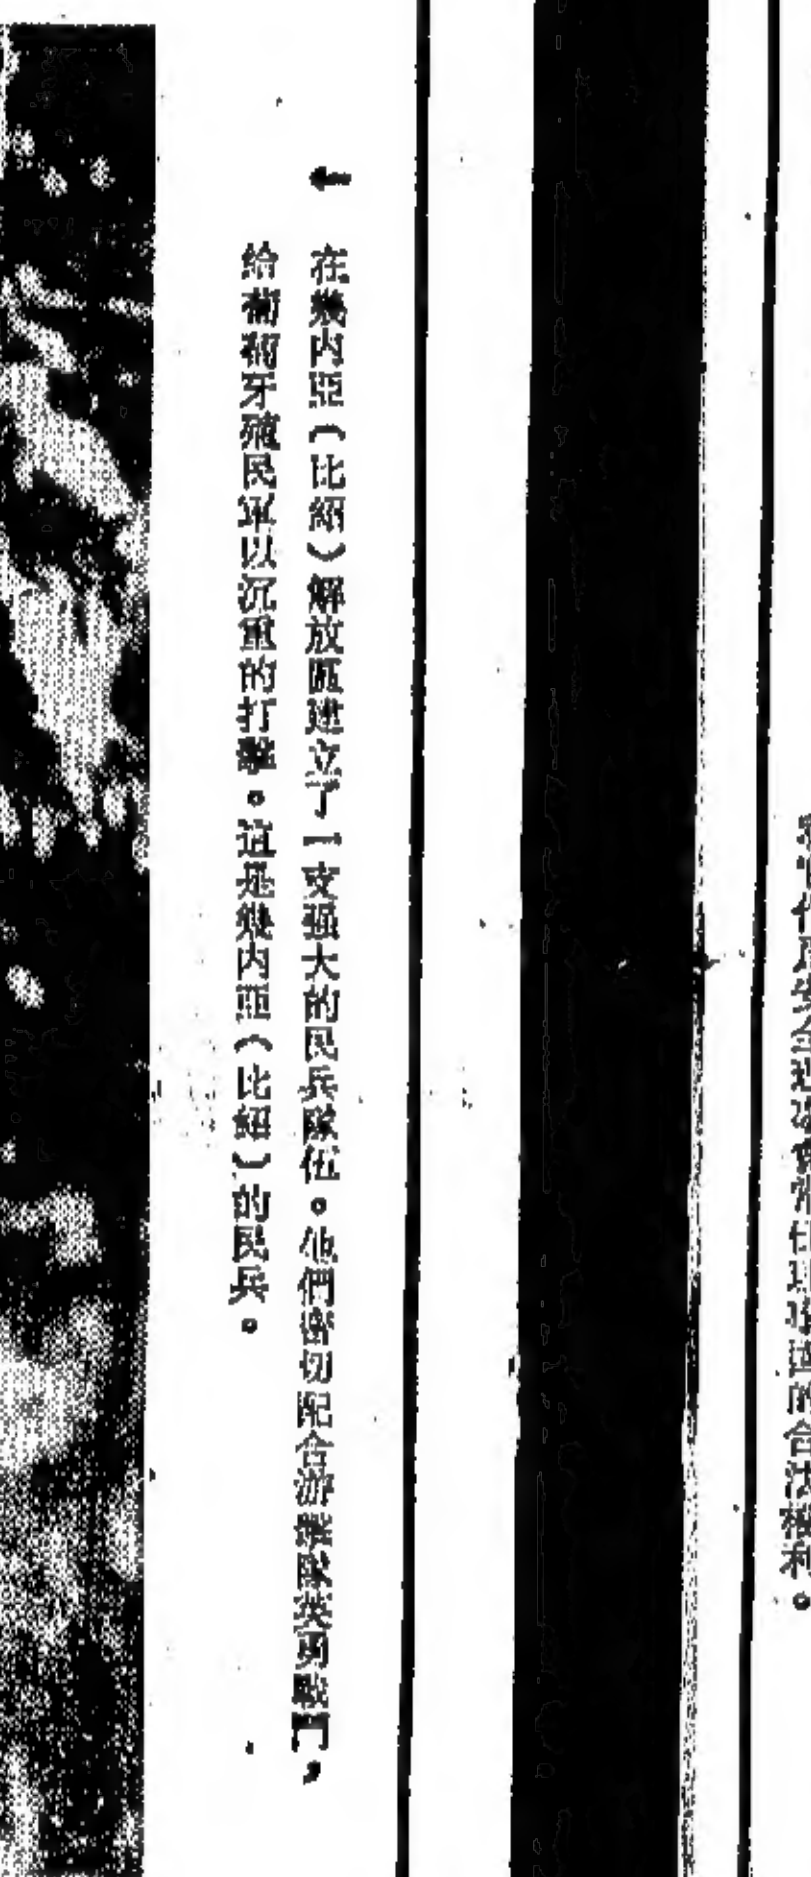 在幾內亞（比紹）解放區建立了一支强大的民兵隊伍。他們密切配合游擊隊英勇戰鬥，
給葡萄牙殖民軍以沉重的打擊。這是幾內亞（比紹）的民兵。
的合法權利。